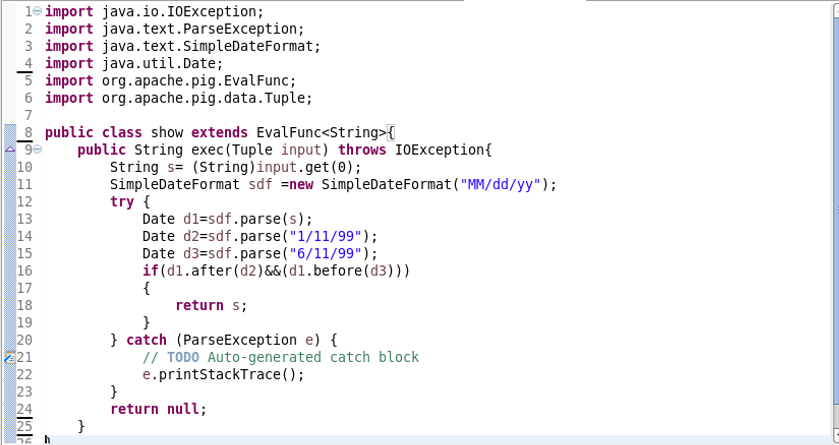 1 import java.io.IOException;
2 import java.text.ParseException;
3 import java.text.SimpleDateFormat;
4 import java.util.Date;
5 import org.apache.pig.EvalFunc;
6 import org.apache.pig.data.Tuple;
7
8 public class show extends EvalFunc<String>{
9     public String exec(Tuple input) throws IOException{
10         String s= (String)input.get(0);
11         SimpleDateFormat sdf =new SimpleDateFormat("MM/dd/yy");
12         try {
13             Date d1=sdf.parse(s);
14             Date d2=sdf.parse("1/11/99");
15             Date d3=sdf.parse("6/11/99");
16             if(d1.after(d2)&&(d1.before(d3)))
17             {
18                 return s;
19             }
20         } catch (ParseException e) {
21             // TODO Auto-generated catch block
22             e.printStackTrace();
23         }
24         return null;
25     }
26 }